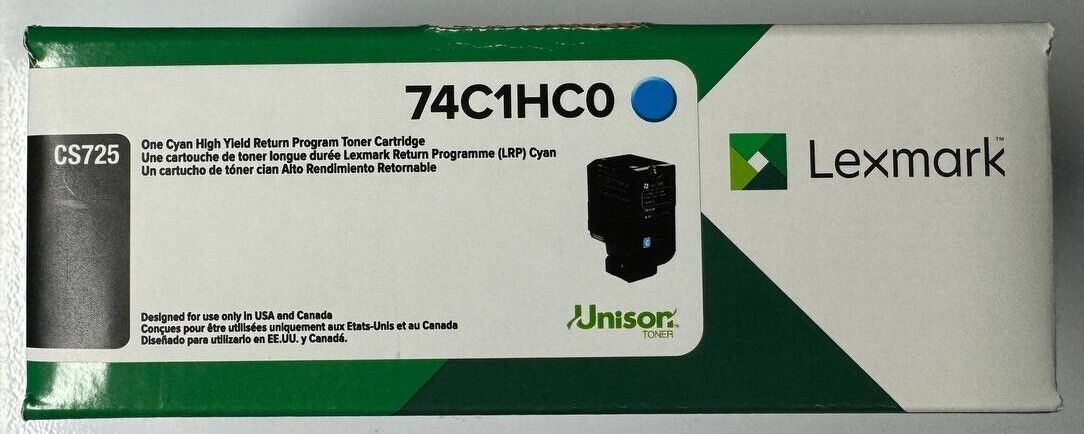 74C1HC0
CS725
One Cyan High Yield Return Program Toner Cartridge
Une cartouche de toner longue durée Lexmark Return Programme (LRP) Cyan
Un cartucho de tóner cian Alto Rendimiento Retornable
Lexmark™
C
Designed for use only in USA and Canada
Conçues pour être utilisées uniquement aux Etats-Unis et au Canada
Diseñado para utilizarlo en EE.UU. y Canadá.
Unison™
TONER